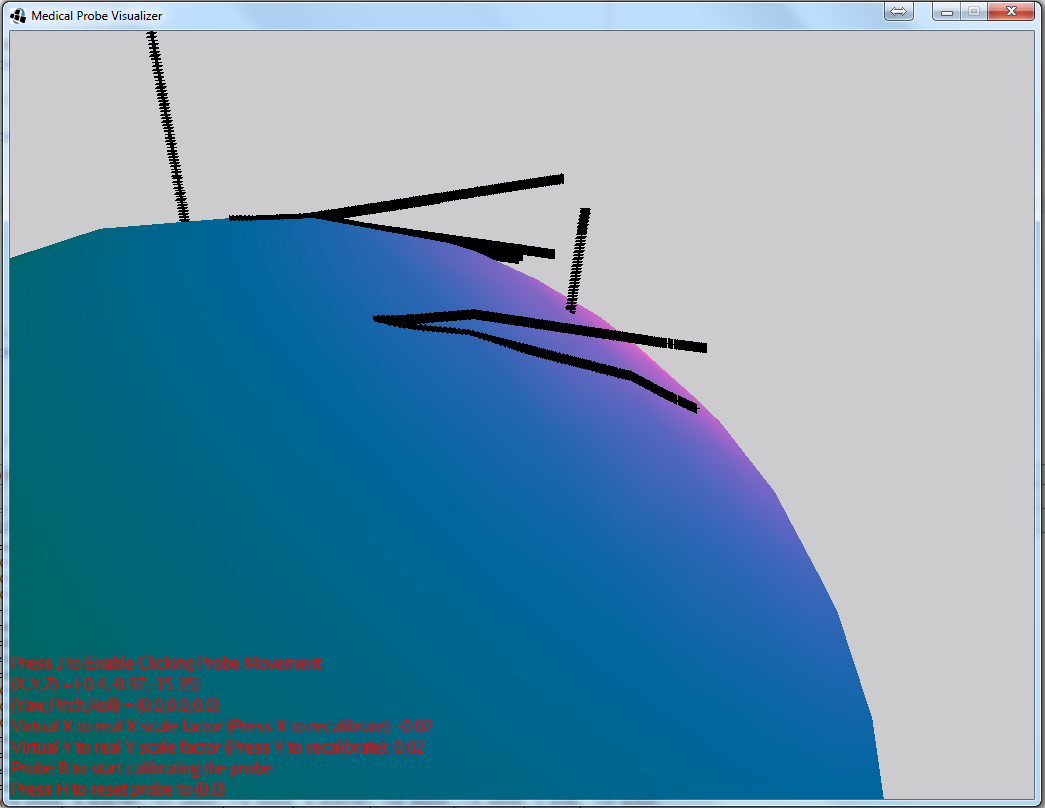 Medical Probe Visualizer
Press J to Enable Clicking Probe Movement
(X,Y,Z) = (-0.4,-0.97,-15.35)
(Yaw,Pitch,Roll) = (0.0,0.0,0.0)
Virtual X to real X scale factor (Press X to recalibrate): -0.02
Virtual Y to real Y scale factor (Press Y to recalibrate): 0.02
Probe B to start calibrating the probe
Press H to reset probe to (0,0)